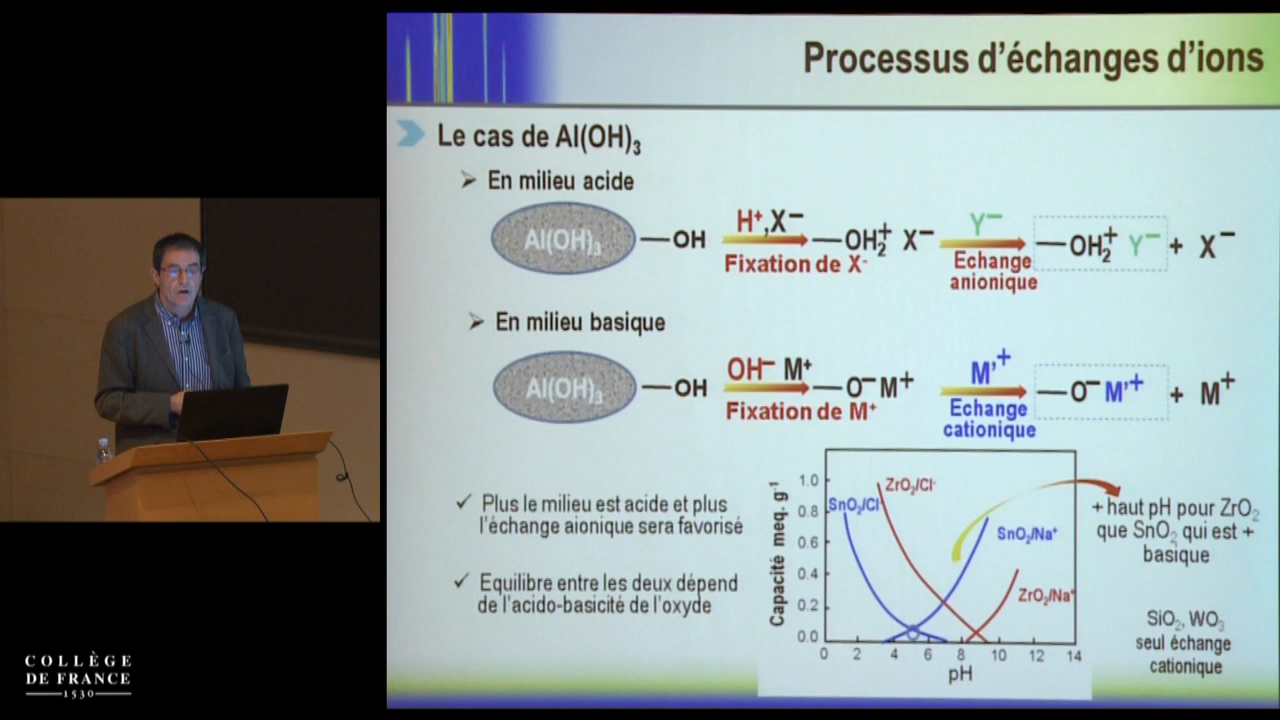 Processus d'échanges d'ions
Le cas de Al(OH)₃
➢ En milieu acide
Al(OH)₃ —OH H⁺,X⁻ —OH₂⁺ X⁻ Y⁻ —OH₂⁺ Y⁻ + X⁻
Fixation de X⁻ Echange
anionique
➢ En milieu basique
Al(OH)₃ —OH OH⁻ M⁺ —O⁻M⁺ M'⁺ —O⁻ M'⁺ + M⁺
Fixation de M⁺ Echange
cationique
✓ Plus le milieu est acide et plus
l'échange aionique sera favorisé
✓ Equilibre entre les deux dépend
de l'acido-basicité de l'oxyde
Capacité meq. g⁻¹
1.0
0.8
0.6
0.4
0.2
0.0
0 2 4 6 8 10 12 14
pH
SnO₂/Cl
ZrO₂/Cl⁻
SnO₂/Na⁺
ZrO₂/Na⁺
+ haut pH pour ZrO₂
que SnO₂ qui est +
basique
SiO₂, WO₃
seul échange
cationique
COLLÈGE
DE FRANCE
1530